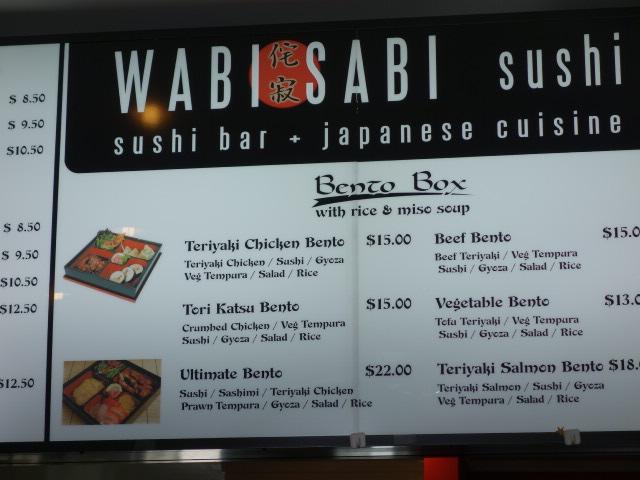 $ 8.50
$ 9.50
$10.50
$ 8.50
$ 9.50
$10.50
$12.50
$12.50
WABI 侘寂 SABI sushi
sushi bar + japanese cuisine
Bento Box
with rice & miso soup
Teriyaki Chicken Bento $15.00
Teriyaki Chicken / Sushi / Gyoza
Veg Tempura / Salad / Rice
Tori Katsu Bento $15.00
Crumbed Chicken / Veg Tempura
Sushi / Gyoza / Salad / Rice
Ultimate Bento $22.00
Sushi / Sashimi / Teriyaki Chicken
Prawn Tempura / Gyoza / Salad / Rice
Beef Bento $15.0
Beef Teriyaki / Veg Tempura
Sushi / Gyoza / Salad / Rice
Vegetable Bento $13.0
Tofu Teriyaki / Veg Tempura
Sushi / Gyoza / Salad / Rice
Teriyaki Salmon Bento $18.0
Teriyaki Salmon / Sushi / Gyoza
Veg Tempura / Salad / Rice